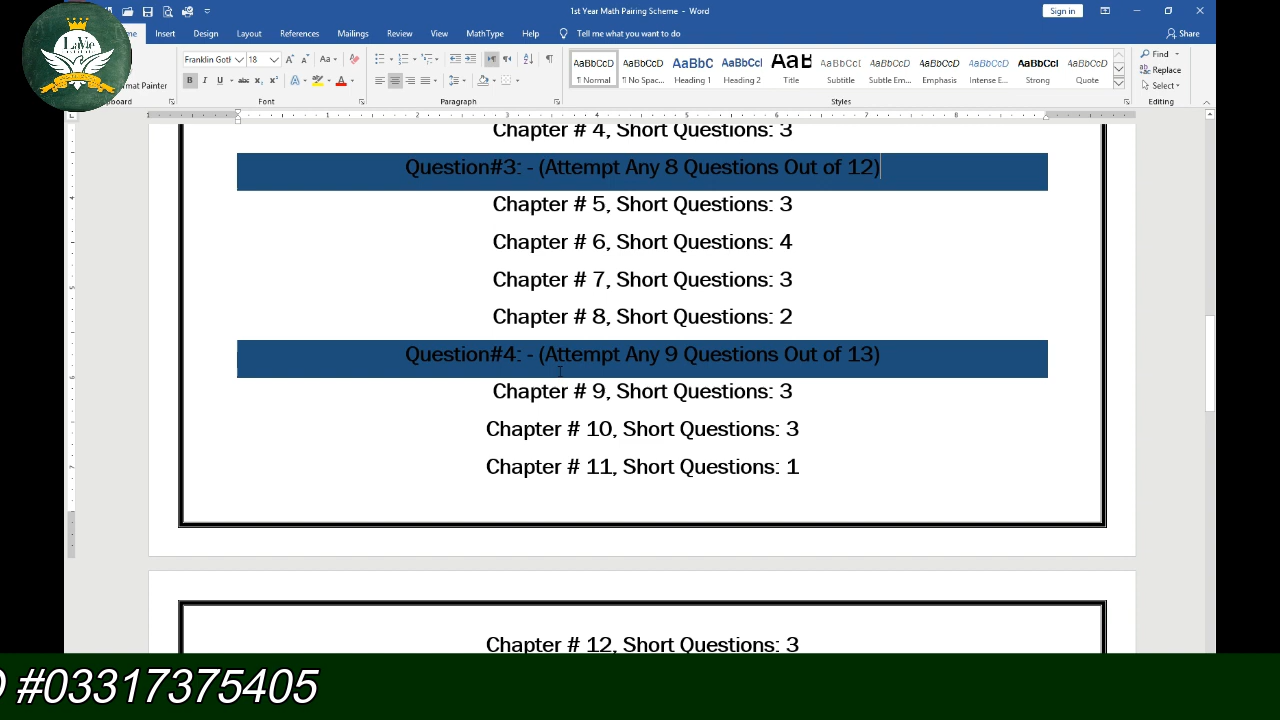 1st Year Math Pairing Scheme - Word
Sign in
Insert Design Layout References Mailings Review View MathType Help Tell me what you want to do Share
Franklin Got 18 Aa
AaBbCcD AaBbCcD AaBbC AaBbCcI AaB AaBbCcD AaBbCcD AaBbCcD AaBbCcD AaBbCcI AaBbCcD
Find
Replace
Select
B I U abc
¶ Normal ¶ No Spac... Heading 1 Heading 2 Title Subtitle Subtle Em... Emphasis Intense E... Strong Quote
Font Paragraph Styles Editing
Chapter # 4, Short Questions: 3
Question#3: - (Attempt Any 8 Questions Out of 12)
Chapter # 5, Short Questions: 3
Chapter # 6, Short Questions: 4
Chapter # 7, Short Questions: 3
Chapter # 8, Short Questions: 2
Question#4: - (Attempt Any 9 Questions Out of 13)
Chapter # 9, Short Questions: 3
Chapter # 10, Short Questions: 3
Chapter # 11, Short Questions: 1
Chapter # 12, Short Questions: 3
#03317375405